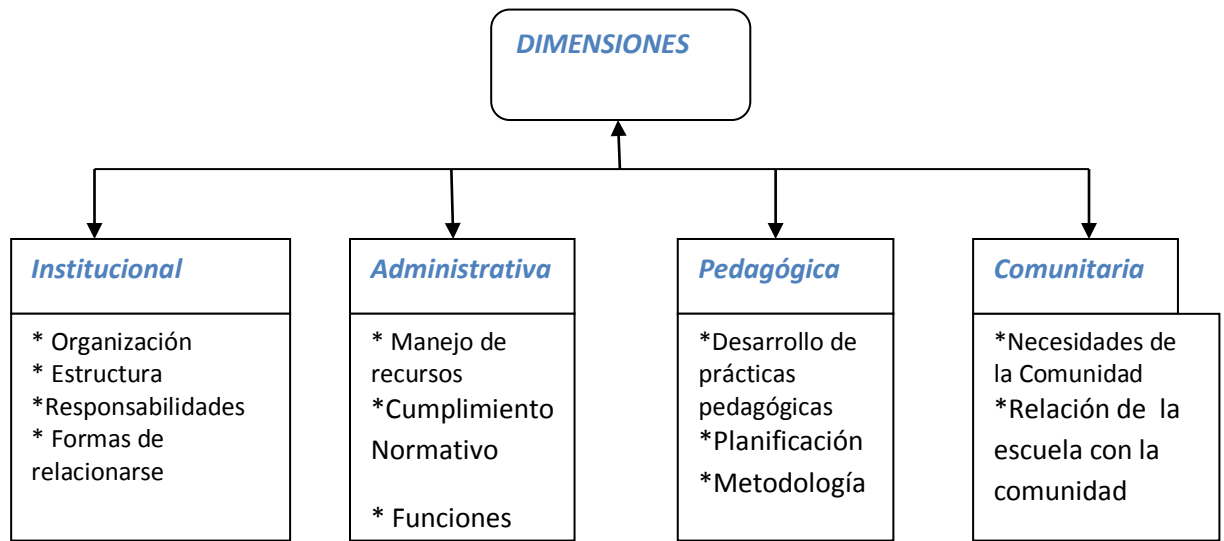 DIMENSIONES
Institucional
* Organización
* Estructura
*Responsabilidades
* Formas de
relacionarse
Administrativa
* Manejo de
recursos
*Cumplimiento
Normativo
* Funciones
Pedagógica
*Desarrollo de
prácticas
pedagógicas
*Planificación
*Metodología
Comunitaria
*Necesidades de
la Comunidad
*Relación de la
escuela con la
comunidad